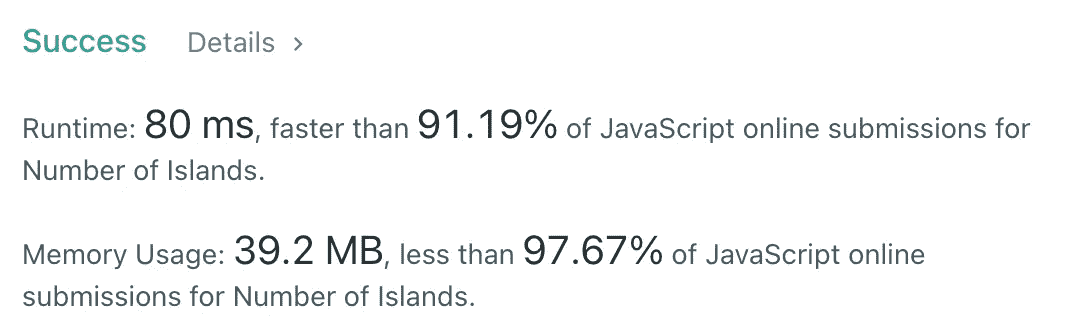 Success Details >
Runtime: 80 ms, faster than 91.19% of JavaScript online submissions for
Number of Islands.
Memory Usage: 39.2 MB, less than 97.67% of JavaScript online
submissions for Number of Islands.